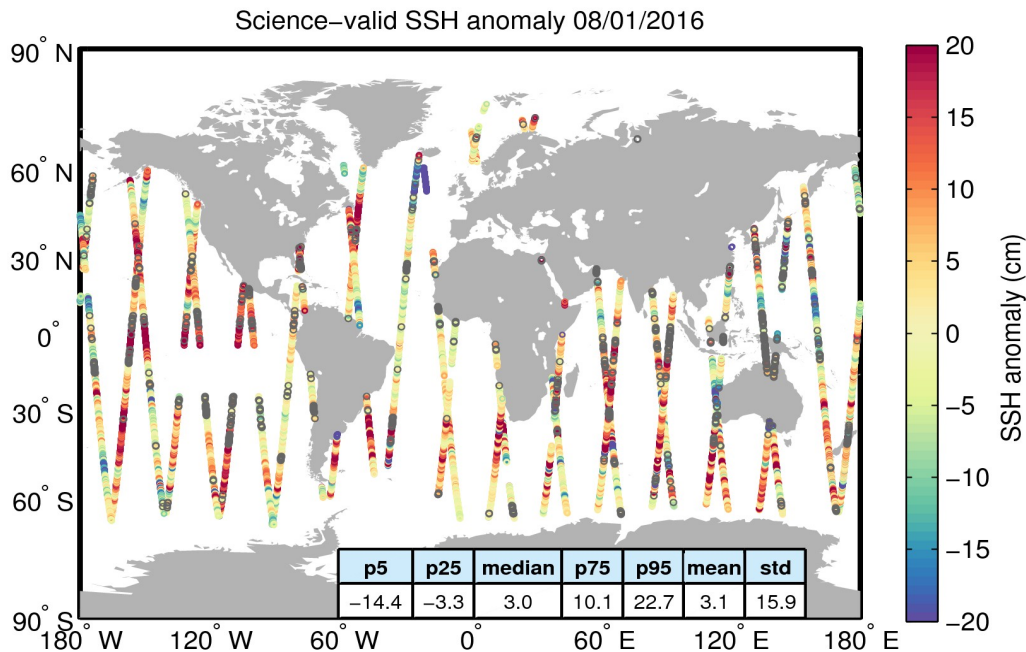 Science−valid SSH anomaly 08/01/2016
90° N
60° N
30° N
0°
30° S
60° S
90° S
180° W 120° W 60° W 0° 60° E 120° E 180° E
p5 p25 median p75 p95 mean std
−14.4 −3.3 3.0 10.1 22.7 3.1 15.9
20
15
10
5
0
−5
−10
−15
−20
SSH anomaly (cm)